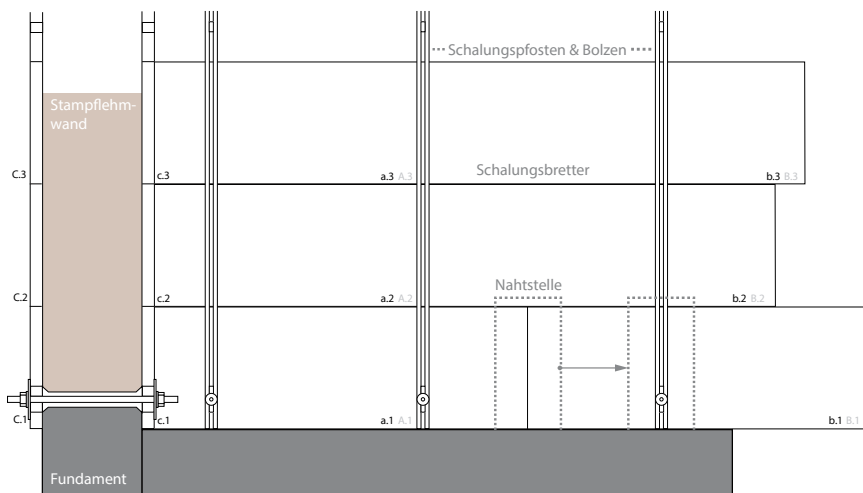 Schalungspfosten & Bolzen
Stampflehm-
wand
C.3 c.3 a.3 A.3 Schalungsbretter b.3 B.3
Nahtstelle
C.2 c.2 a.2 A.2 b.2 B.2
C.1 c.1 a.1 A.1 b.1 B.1
Fundament